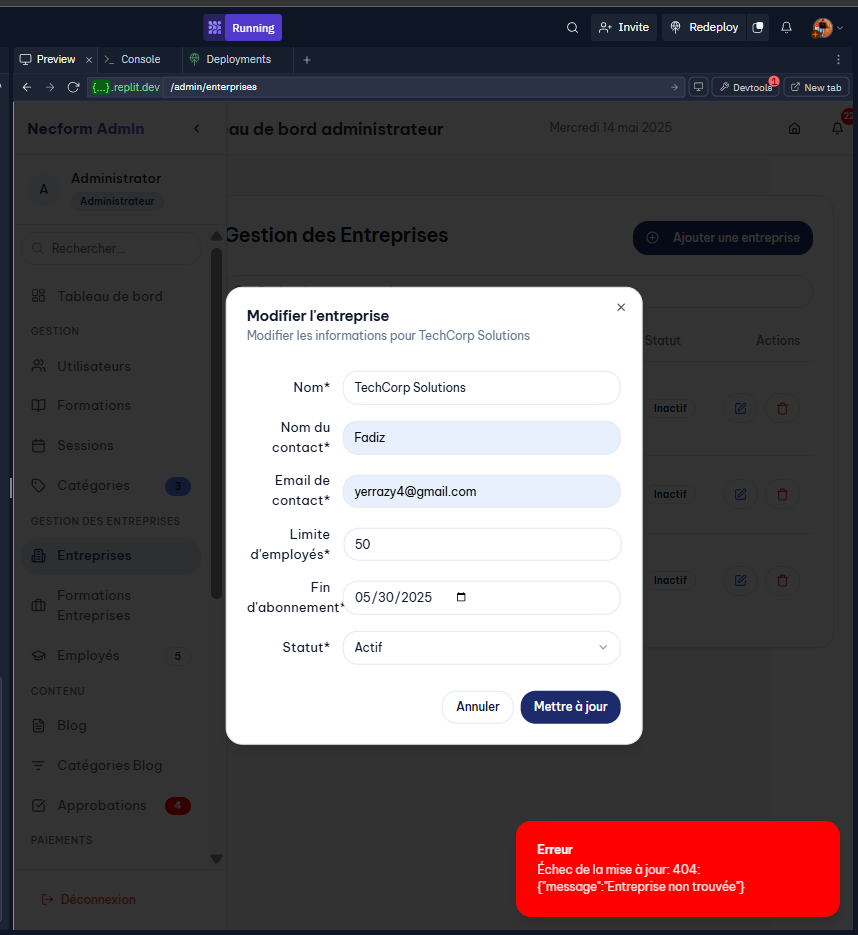 Running
Invite
Redeploy
Preview
Console
Deployments
{...}.replit.dev
/admin/enterprises
Devtools
1
New tab
Necform Admin
eau de bord administrateur
Mercredi 14 mai 2025
22
A
Administrator
Administrateur
Rechercher...
Gestion des Entreprises
Ajouter une entreprise
Tableau de bord
GESTION
Utilisateurs
Formations
Sessions
Catégories
3
GESTION DES ENTREPRISES
Entreprises
Formations
Entreprises
Employés
5
CONTENU
Blog
Catégories Blog
Approbations
4
PAIEMENTS
Déconnexion
Statut
Actions
Inactif
Inactif
Inactif
Modifier l'entreprise
Modifier les informations pour TechCorp Solutions
Nom*
TechCorp Solutions
Nom du
contact*
Fadiz
Email de
contact*
yerrazy4@gmail.com
Limite
d'employés*
50
Fin
d'abonnement*
05/30/2025
Statut*
Actif
Annuler
Mettre à jour
Erreur
Échec de la mise à jour: 404:
{"message":"Entreprise non trouvée"}